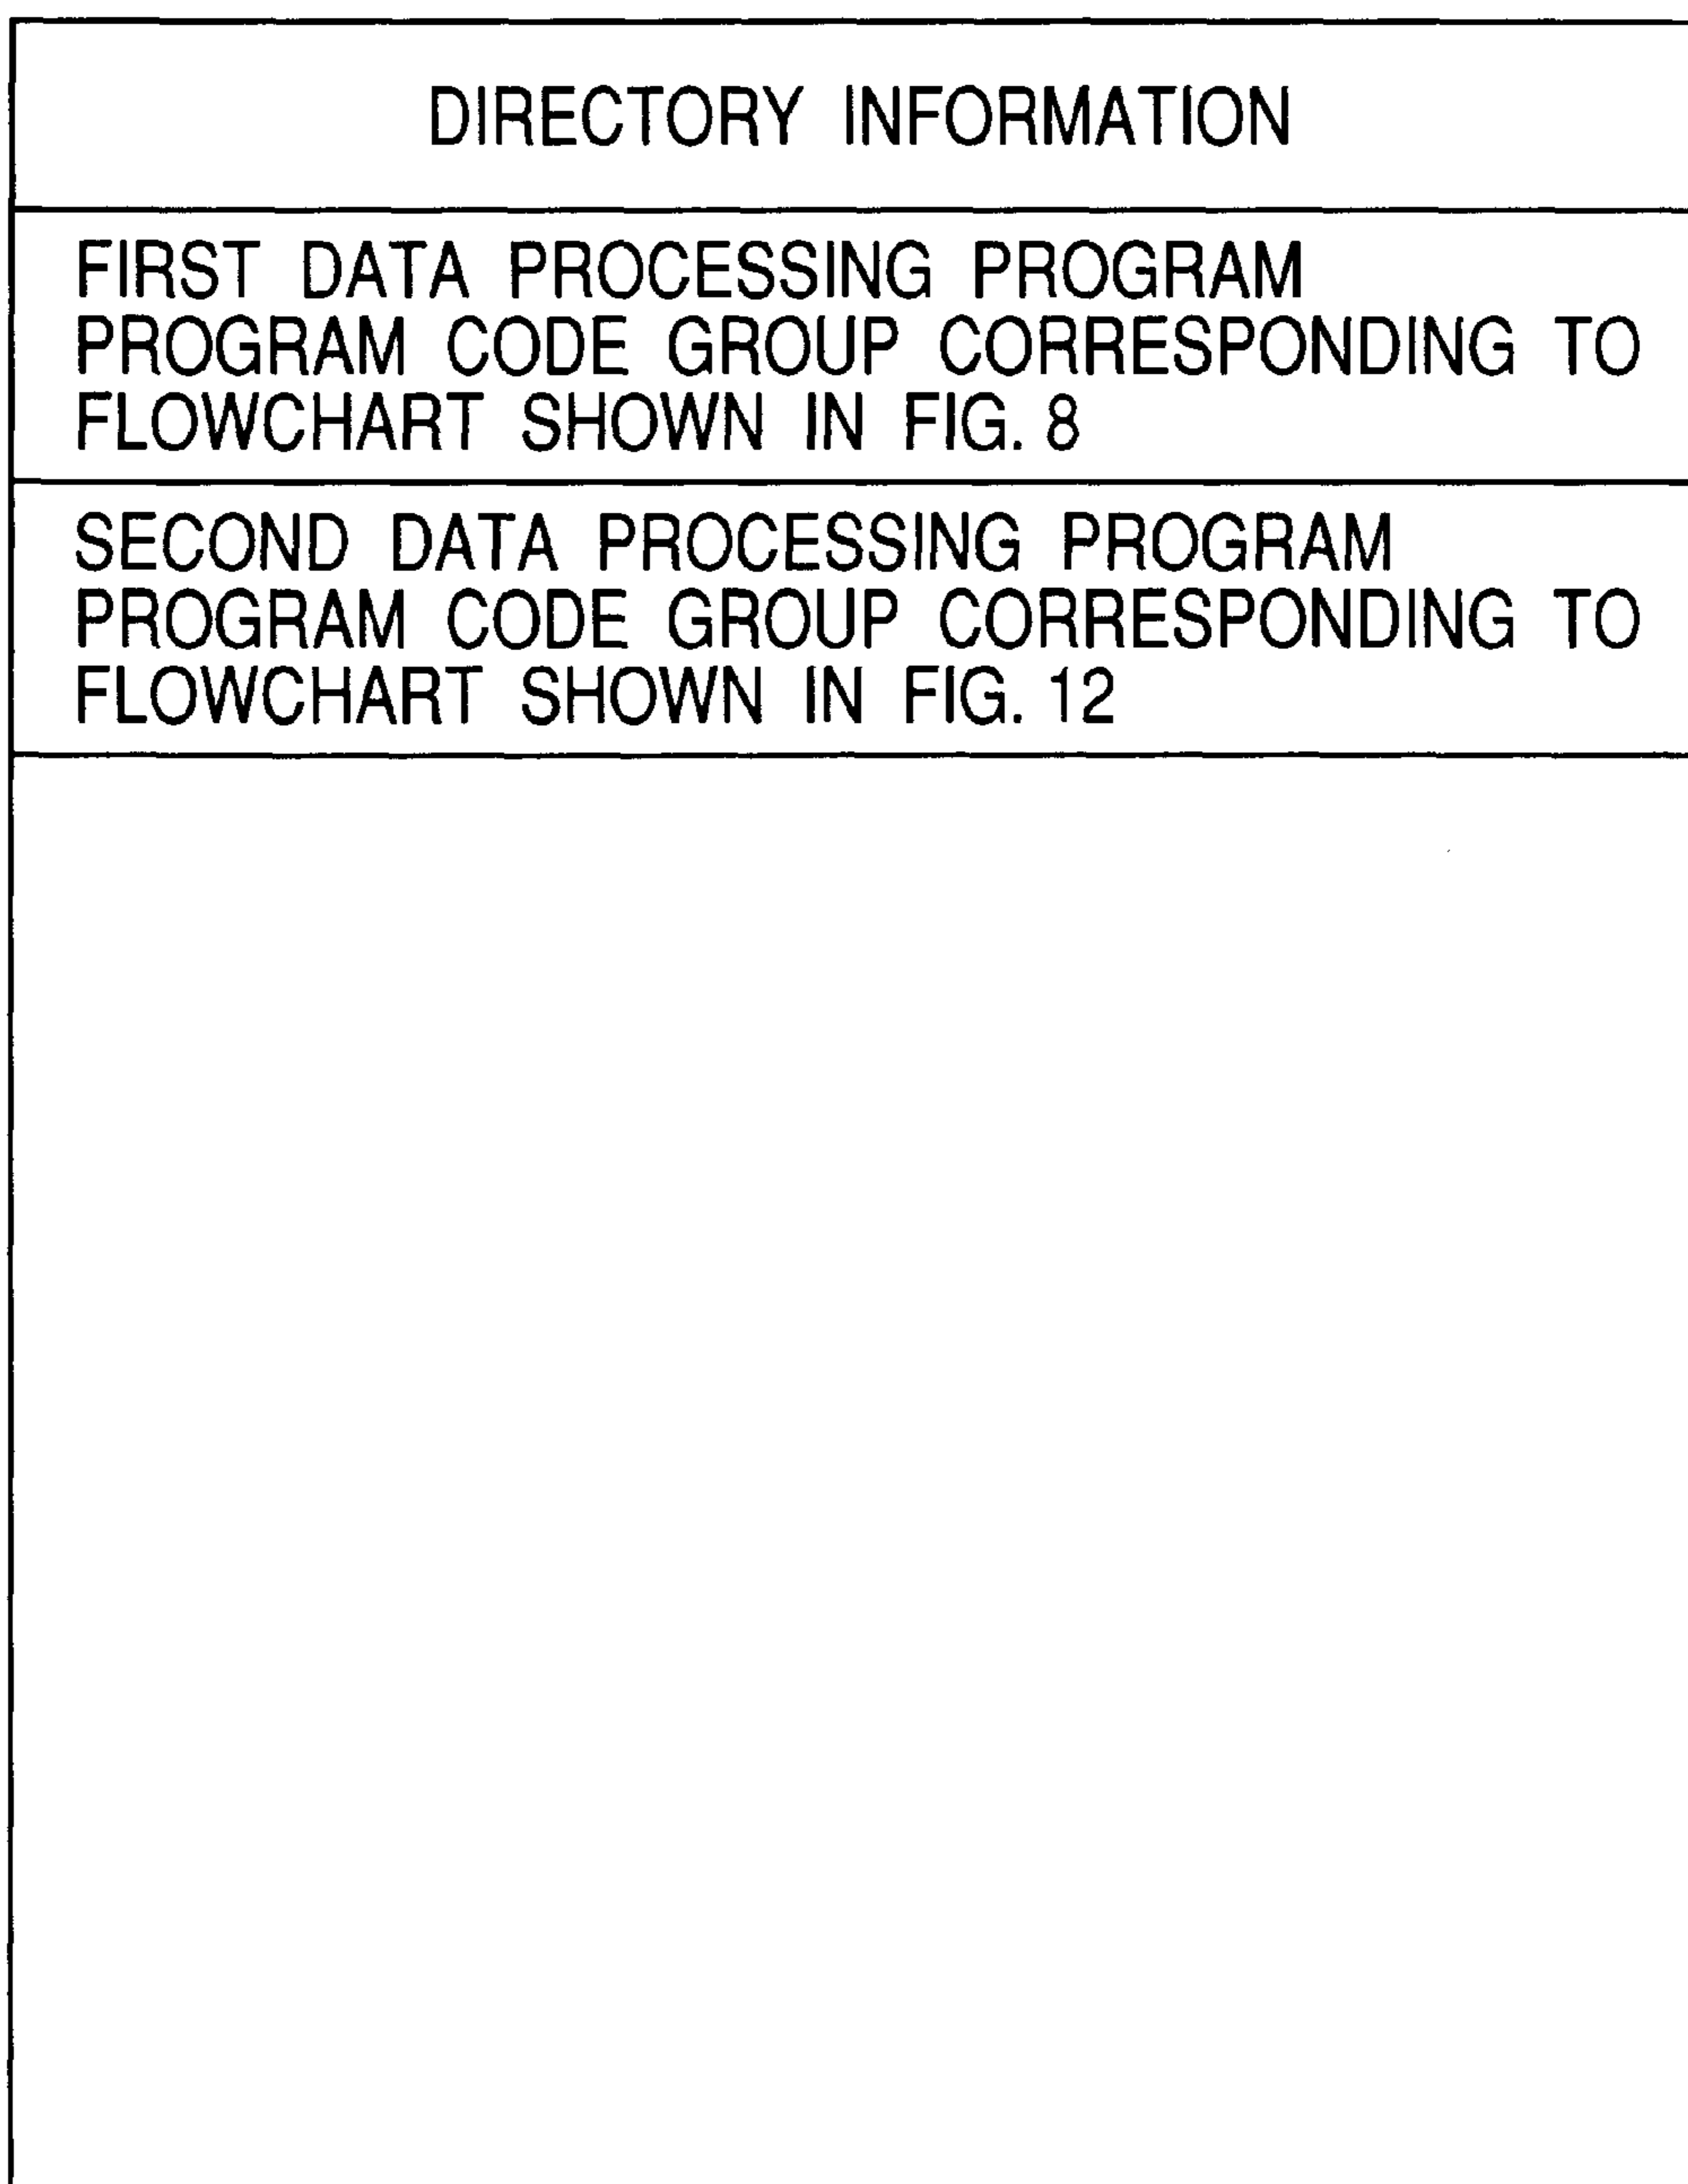 DIRECTORY INFORMATION
FIRST DATA PROCESSING PROGRAM
PROGRAM CODE GROUP CORRESPONDING TO
FLOWCHART SHOWN IN FIG. 8
SECOND DATA PROCESSING PROGRAM
PROGRAM CODE GROUP CORRESPONDING TO
FLOWCHART SHOWN IN FIG. 12